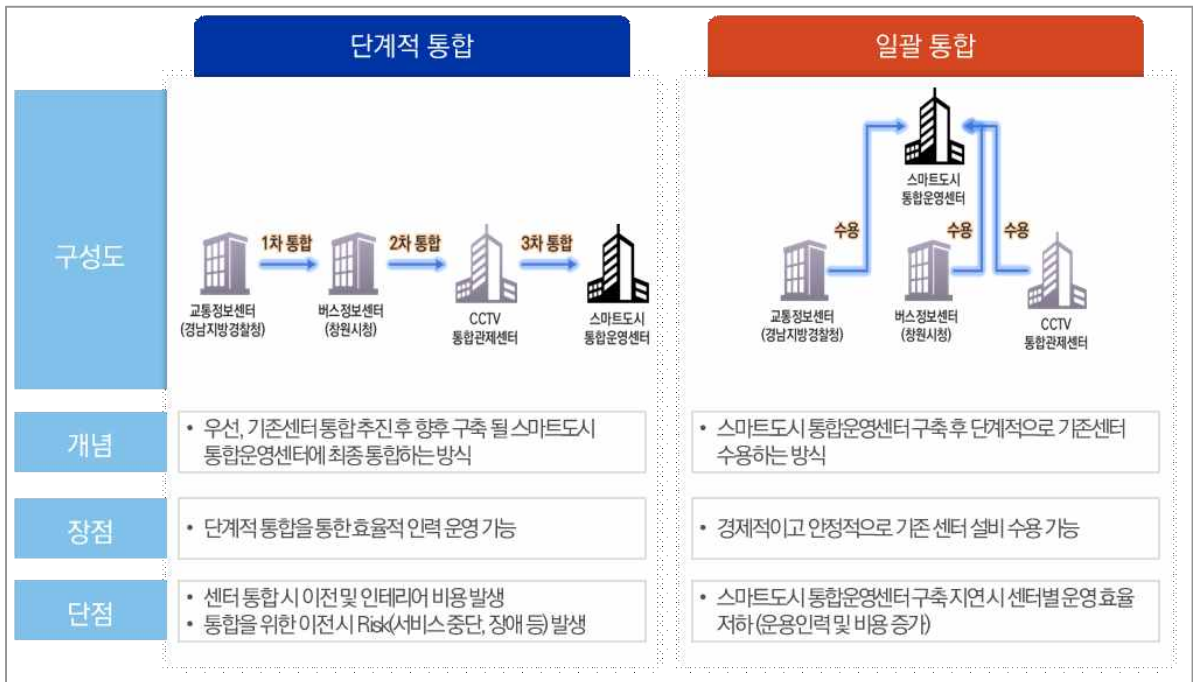 단계적 통합
일괄 통합
구성도
1차 통합
2차 통합
3차 통합
교통정보센터
(경남지방경찰청)
버스정보센터
(창원시청)
CCTV
통합관제센터
스마트도시
통합운영센터
스마트도시
통합운영센터
수용
수용
수용
교통정보센터
(경남지방경찰청)
버스정보센터
(창원시청)
CCTV
통합관제센터
개념
• 우선, 기존센터 통합 추진 후 향후 구축 될 스마트도시
통합운영센터에 최종 통합하는 방식
• 스마트도시 통합운영센터 구축 후 단계적으로 기존센터
수용하는 방식
장점
• 단계적 통합을 통한 효율적 인력 운영 가능
• 경제적이고 안정적으로 기존 센터 설비 수용 가능
단점
• 센터 통합 시 이전 및 인테리어 비용 발생
• 통합을 위한 이전 시 Risk(서비스 중단, 장애 등) 발생
• 스마트도시 통합운영센터 구축 지연 시 센터별 운영 효율
저하 (운용인력 및 비용 증가)